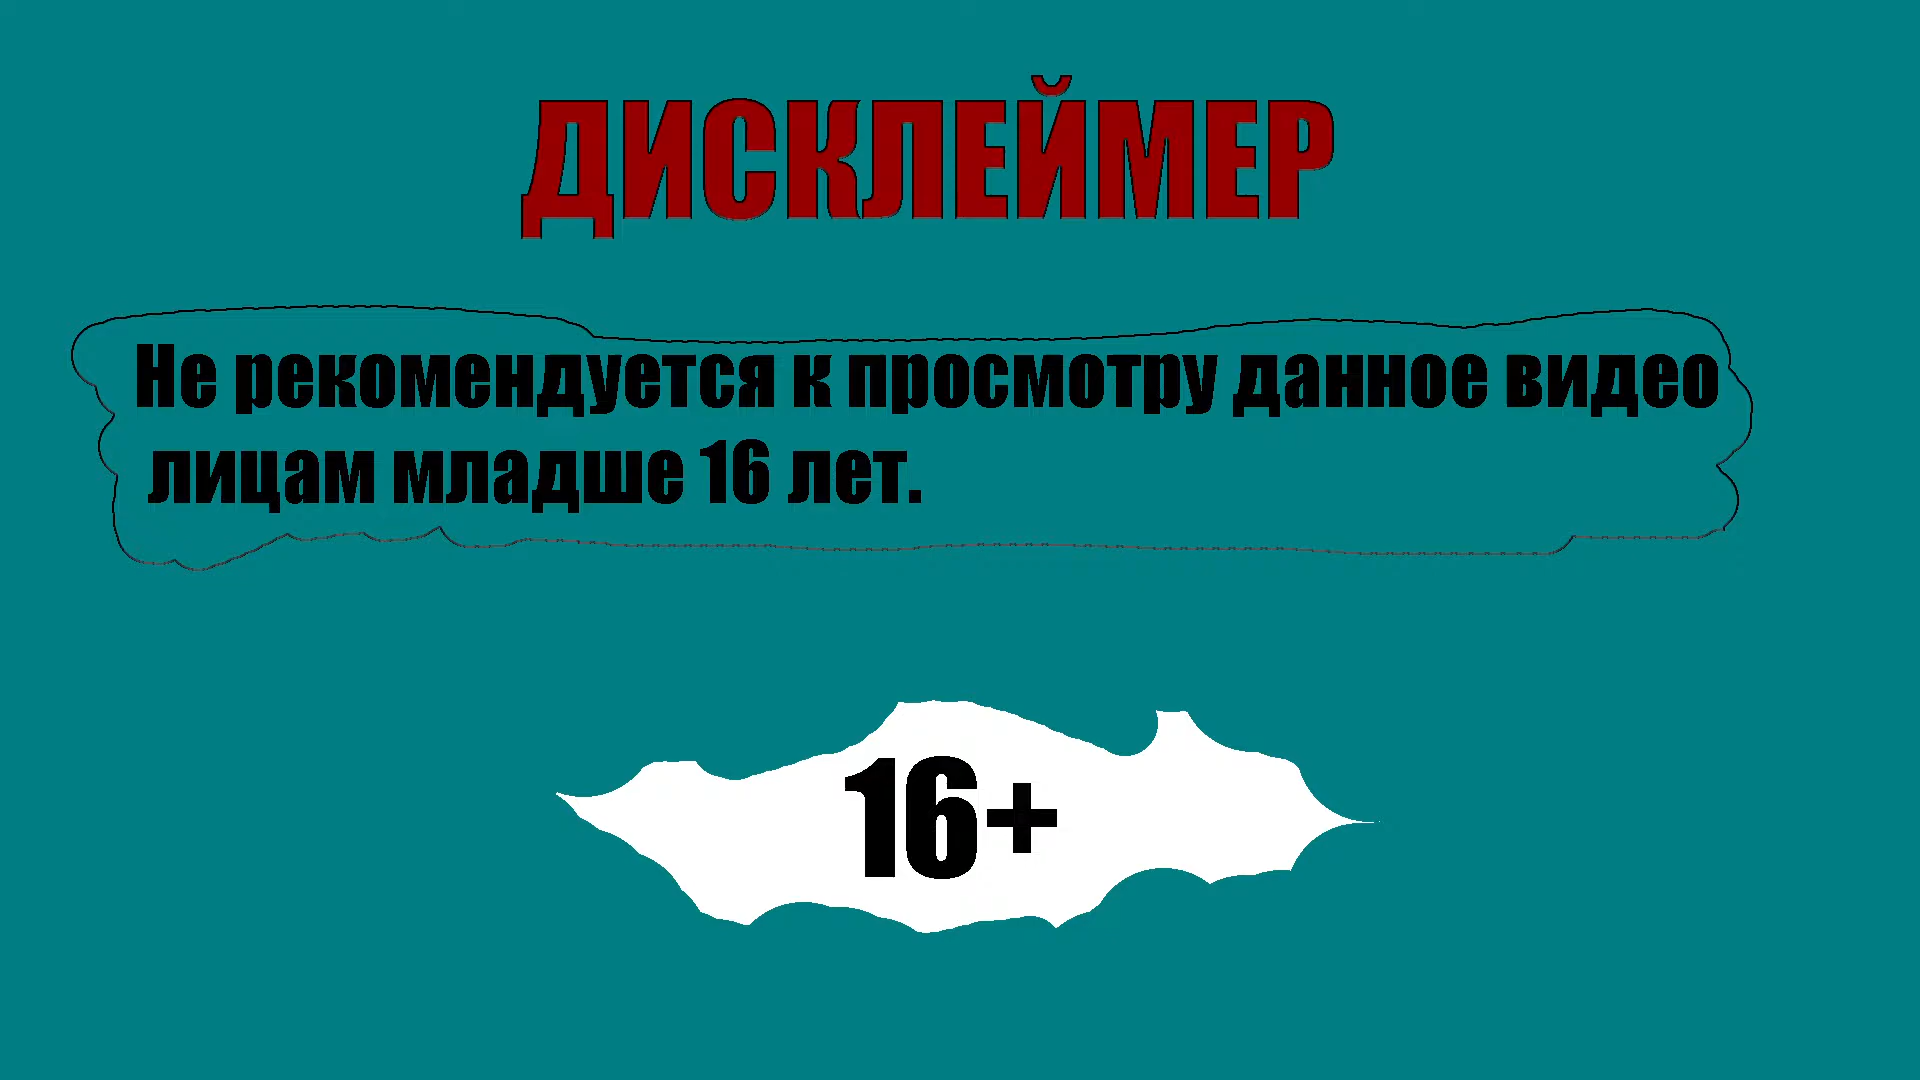 ДИСКЛЕЙМЕР
Не рекомендуется к просмотру данное видео
лицам младше 16 лет.
16+